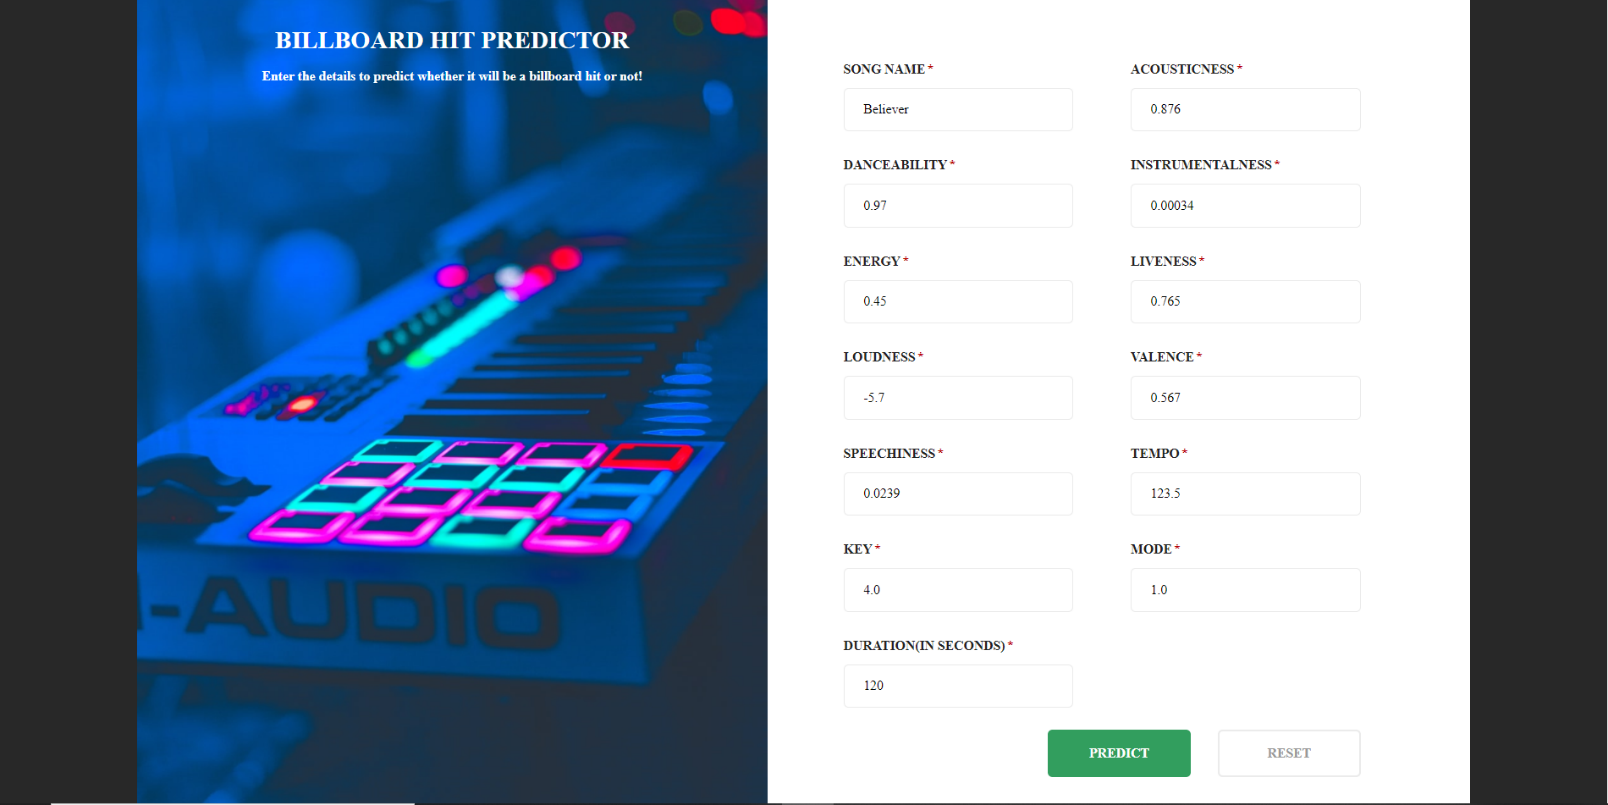 BILLBOARD HIT PREDICTOR
Enter the details to predict whether it will be a billboard hit or not!
-AUDIO
SONG NAME *
Believer
ACOUSTICNESS *
0.876
DANCEABILITY *
0.97
INSTRUMENTALNESS *
0.00034
ENERGY *
0.45
LIVENESS *
0.765
LOUDNESS *
-5.7
VALENCE *
0.567
SPEECHINESS *
0.0239
TEMPO *
123.5
KEY *
4.0
MODE *
1.0
DURATION(IN SECONDS) *
120
PREDICT
RESET